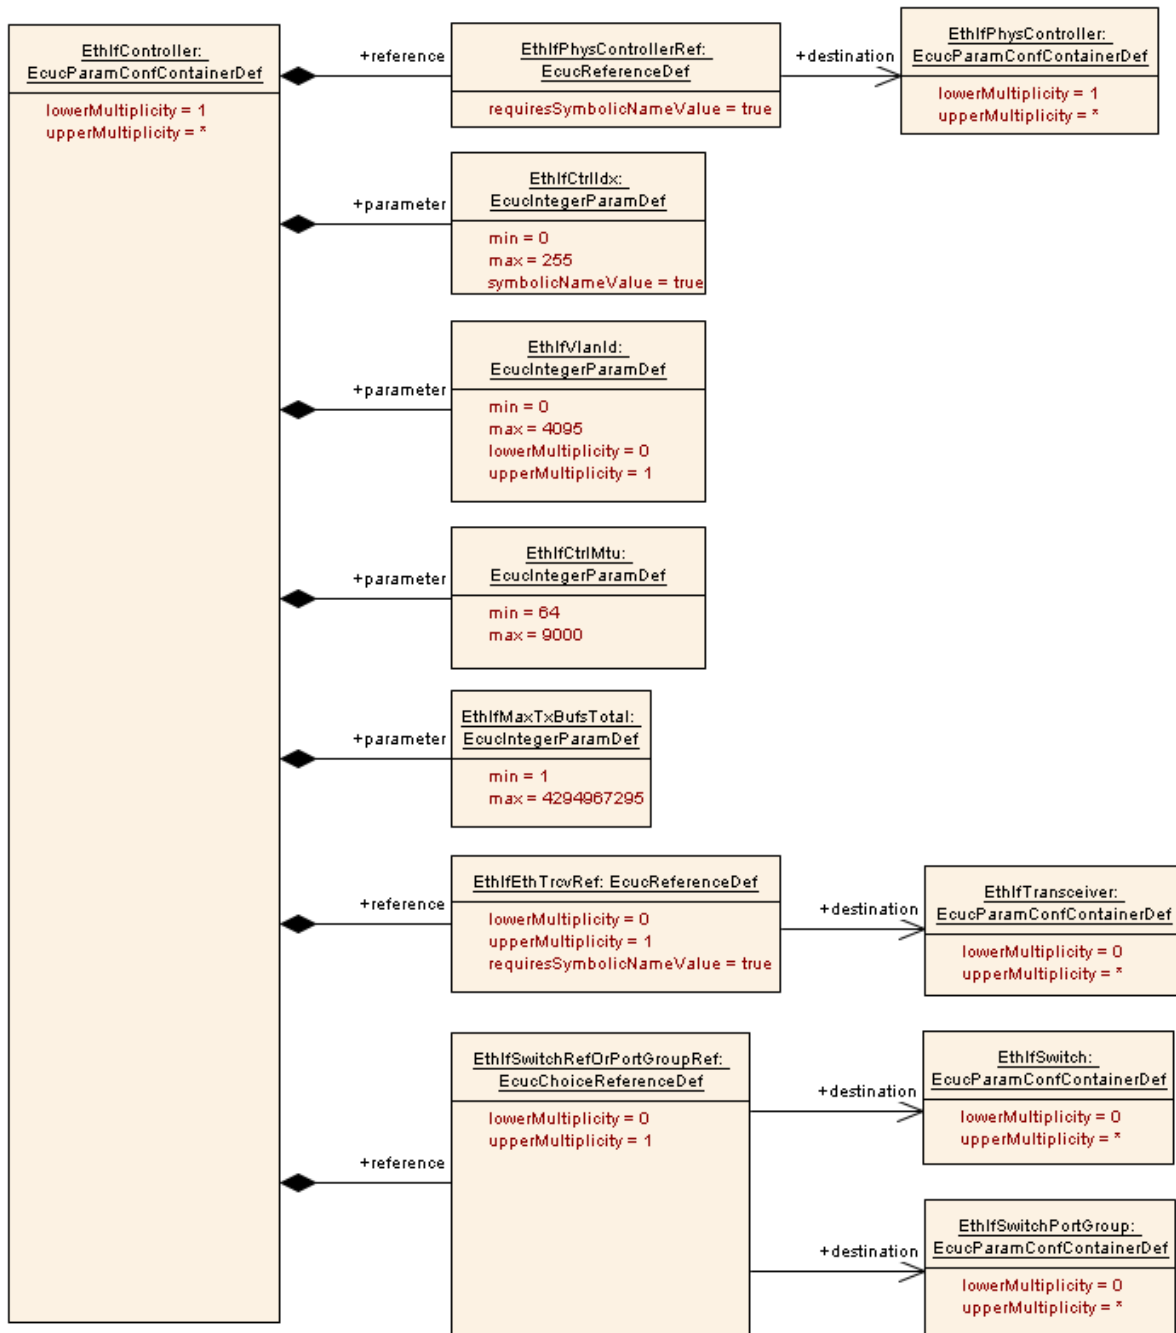 EthIfController:
EcucParamConfContainerDef
lowerMultiplicity = 1
upperMultiplicity = *
+reference
EthIfPhysControllerRef:
EcucReferenceDef
requiresSymbolicNameValue = true
+destination
EthIfPhysController:
EcucParamConfContainerDef
lowerMultiplicity = 1
upperMultiplicity = *
+parameter
EthIfCtrlIdx:
EcucIntegerParamDef
min = 0
max = 255
symbolicNameValue = true
+parameter
EthIfVlanId:
EcucIntegerParamDef
min = 0
max = 4095
lowerMultiplicity = 0
upperMultiplicity = 1
+parameter
EthIfCtrlMtu:
EcucIntegerParamDef
min = 64
max = 9000
+parameter
EthIfMaxTxBufsTotal:
EcucIntegerParamDef
min = 1
max = 4294967295
+reference
EthIfEthTrcvRef: EcucReferenceDef
lowerMultiplicity = 0
upperMultiplicity = 1
requiresSymbolicNameValue = true
+destination
EthIfTransceiver:
EcucParamConfContainerDef
lowerMultiplicity = 0
upperMultiplicity = *
+reference
EthIfSwitchRefOrPortGroupRef:
EcucChoiceReferenceDef
lowerMultiplicity = 0
upperMultiplicity = 1
+destination
EthIfSwitch:
EcucParamConfContainerDef
lowerMultiplicity = 0
upperMultiplicity = *
+destination
EthIfSwitchPortGroup:
EcucParamConfContainerDef
lowerMultiplicity = 0
upperMultiplicity = *